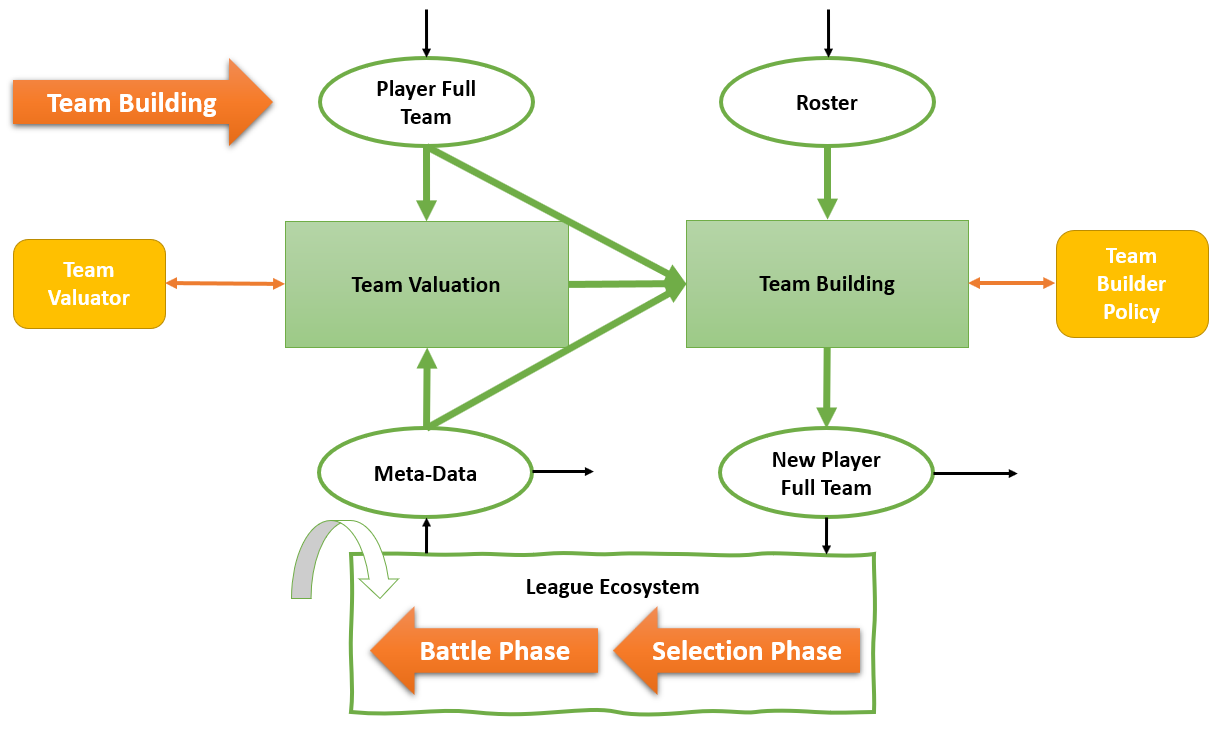 Team Building
Player Full
Team
Roster
Team
Valuator
Team Valuation
Team Building
Team
Builder
Policy
Meta-Data
New Player
Full Team
League Ecosystem
Battle Phase
Selection Phase